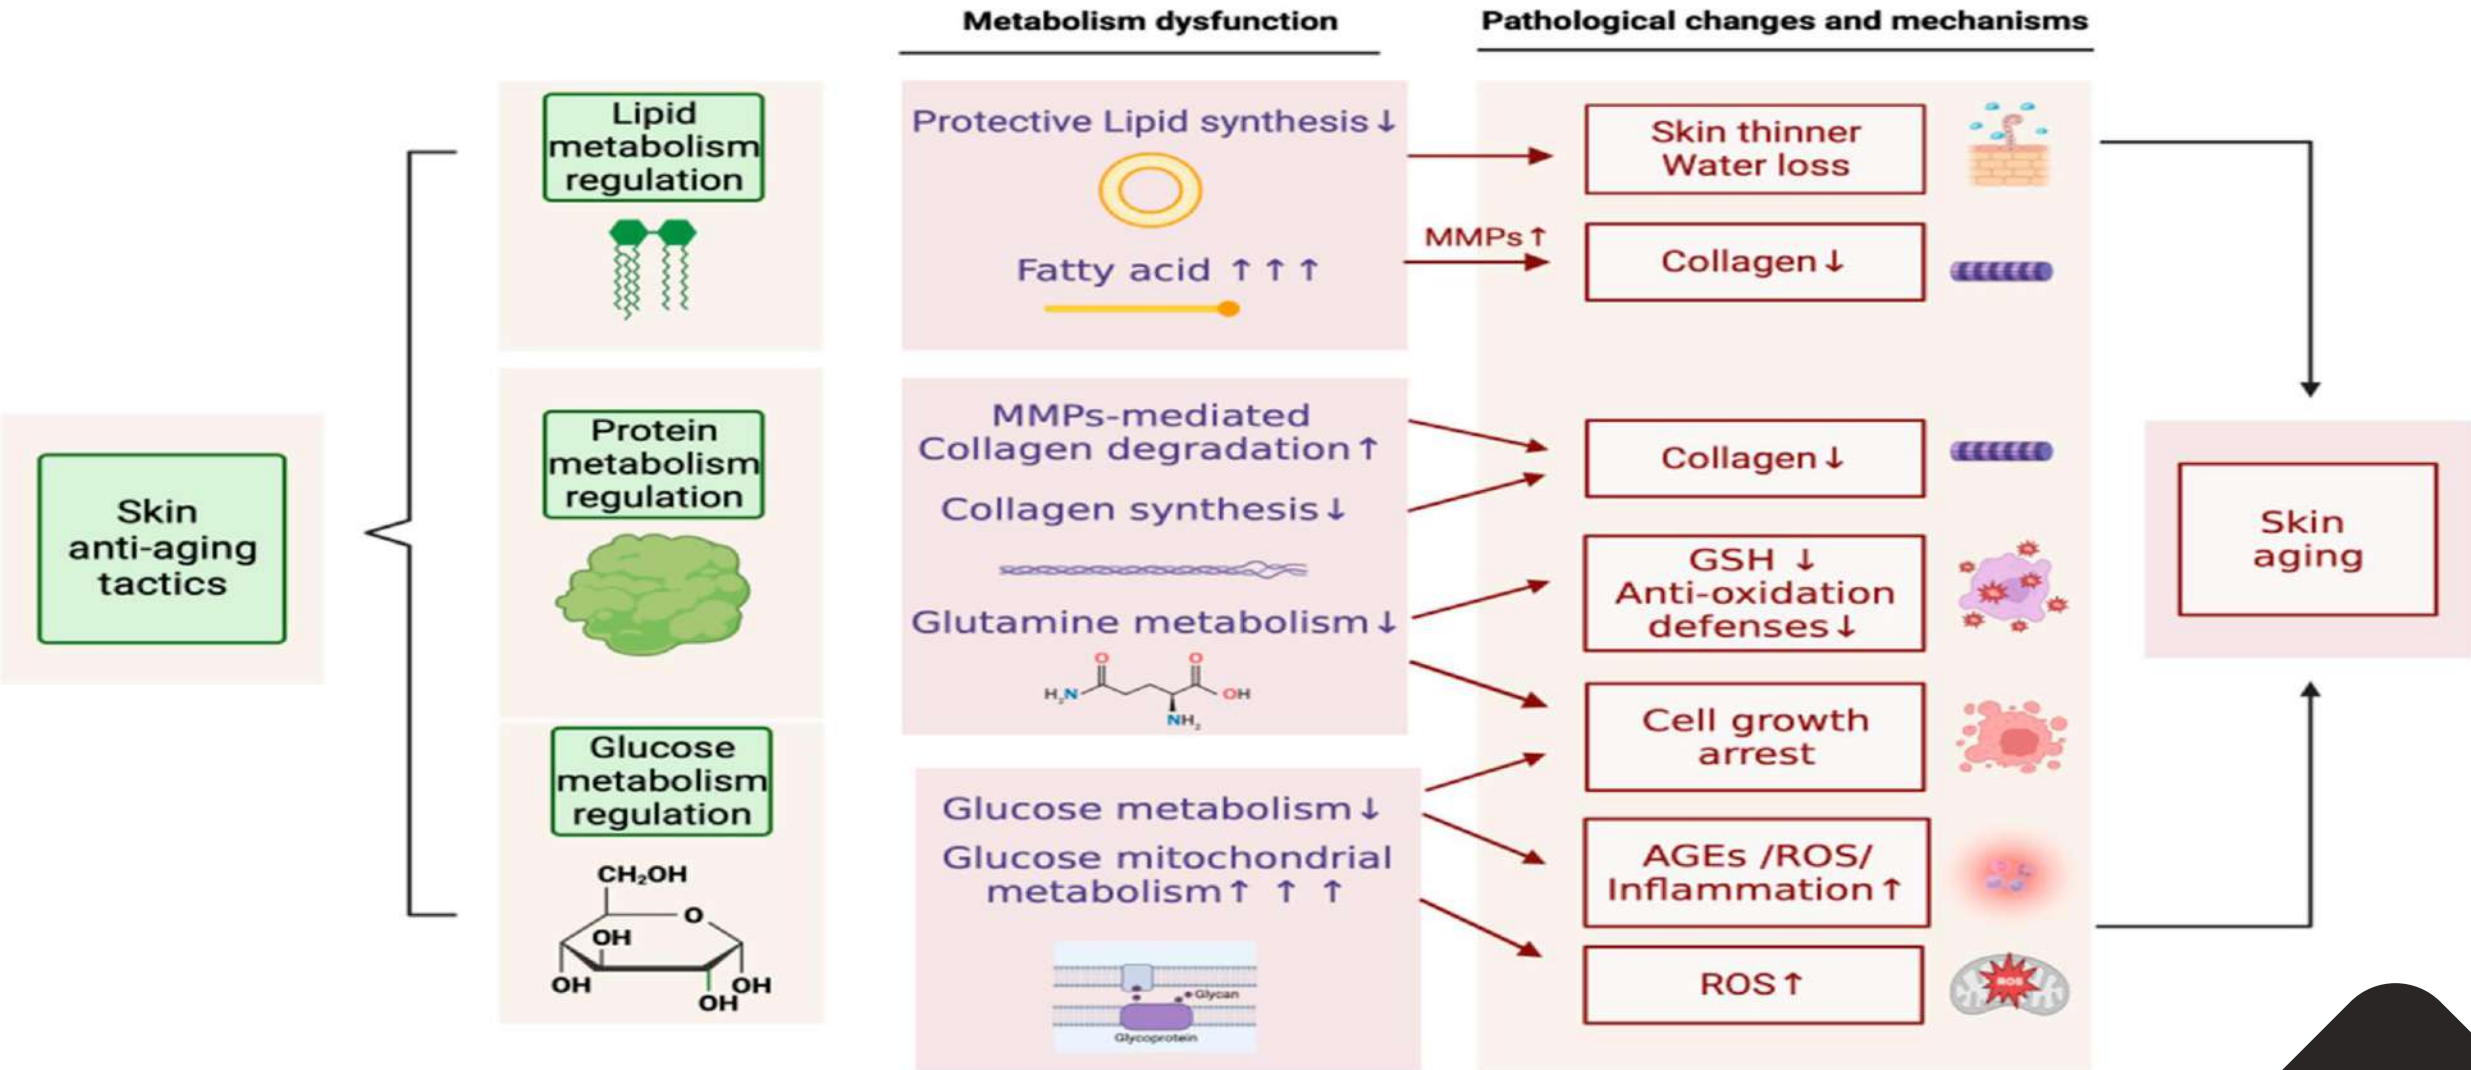 Metabolism dysfunction
Pathological changes and mechanisms
Skin
anti-aging
tactics
Lipid
metabolism
regulation
Protein
metabolism
regulation
Glucose
metabolism
regulation
CH₂OH
O
OH
OH
OH
OH
Protective Lipid synthesis↓
Fatty acid ↑↑↑
MMPs-mediated
Collagen degradation↑
Collagen synthesis↓
Glutamine metabolism↓
O
O
H₂N
OH
NH₂
Glucose metabolism↓
Glucose mitochondrial
metabolism↑ ↑ ↑
Glycan
Glycoprotein
MMPs↑
Skin thinner
Water loss
Collagen↓
Collagen↓
GSH ↓
Anti-oxidation
defenses↓
Cell growth
arrest
AGEs /ROS/
Inflammation↑
ROS↑
ROS
Skin
aging